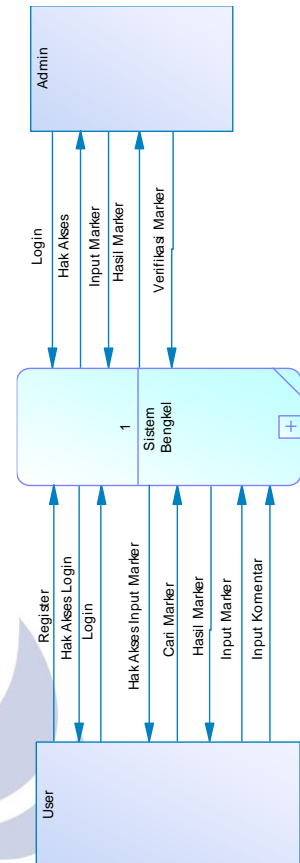 User
Register
Hak Akses Login
Login
Hak Akses Input Marker
Cari Marker
Hasil Marker
Input Marker
Input Komentar
1
Sistem
Bengkel
Login
Hak Akses
Input Marker
Hasil Marker
Verifikasi Marker
Admin